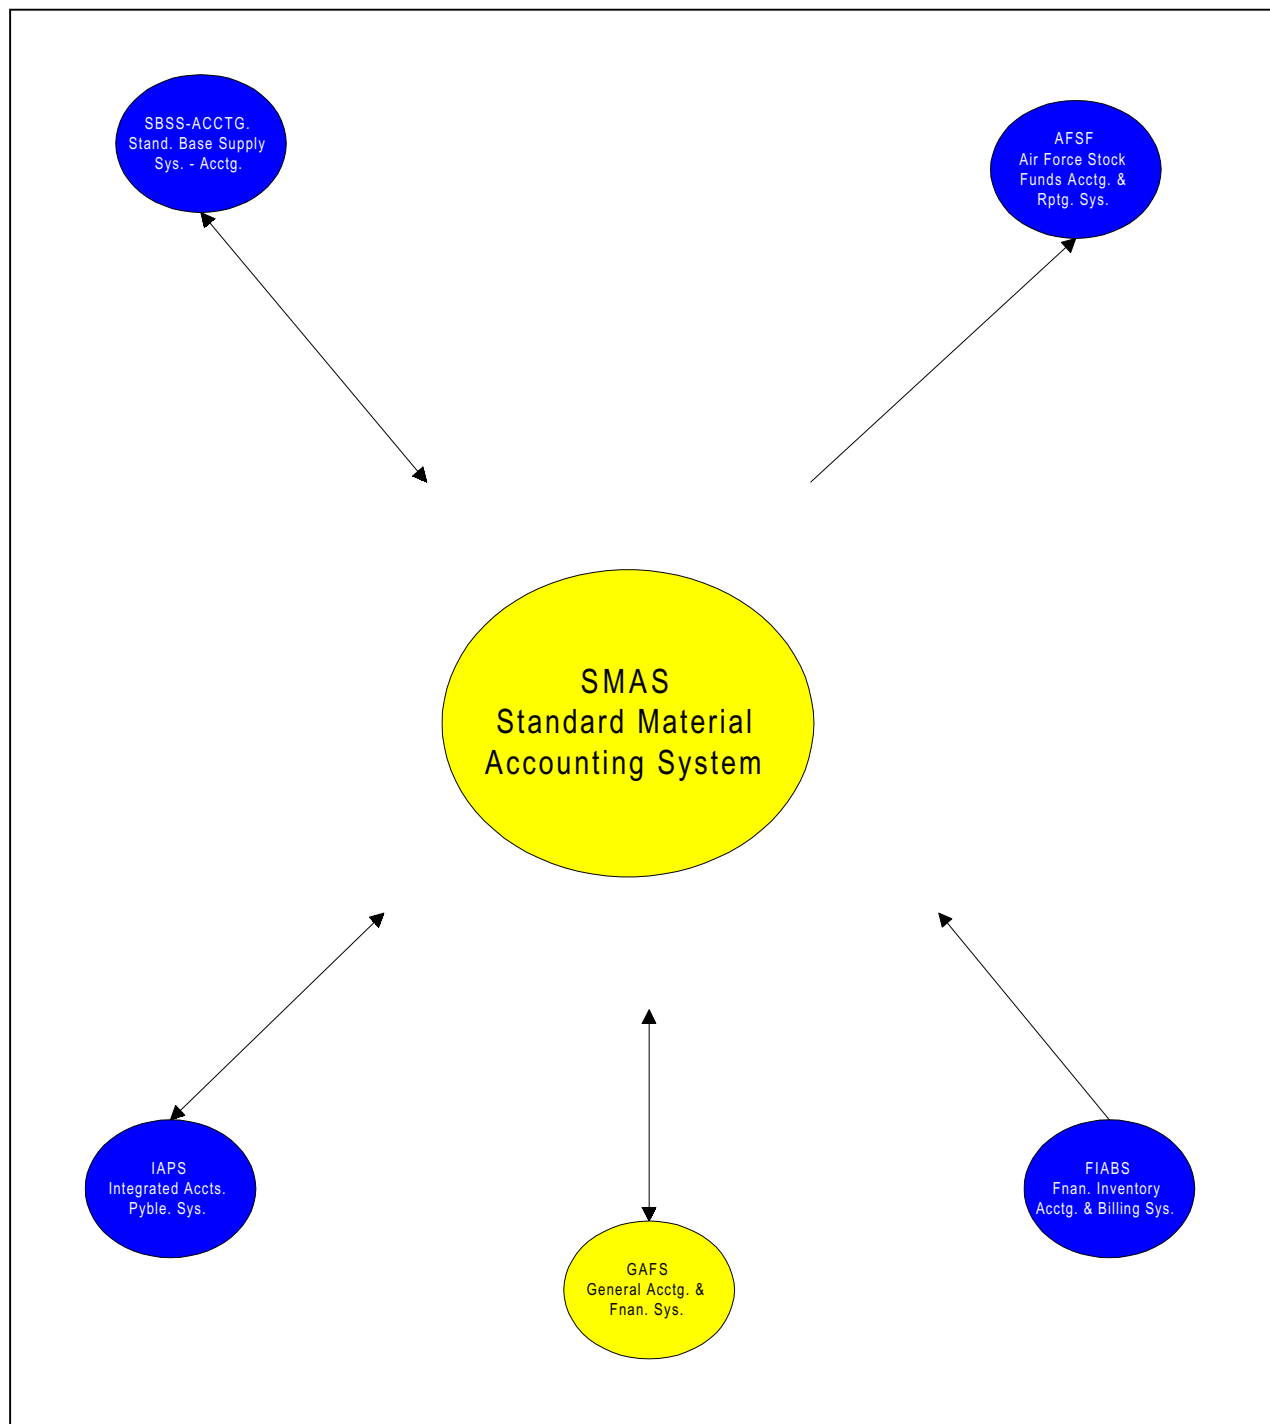 SBSS-ACCTG.
Stand. Base Supply
Sys. - Acctg.
AFSF
Air Force Stock
Funds Acctg. &
Rptg. Sys.
SMAS
Standard Material
Accounting System
IAPS
Integrated Accts.
Pyble. Sys.
GAFS
General Acctg. &
Fnan. Sys.
FIABS
Fnan. Inventory
Acctg. & Billing Sys.